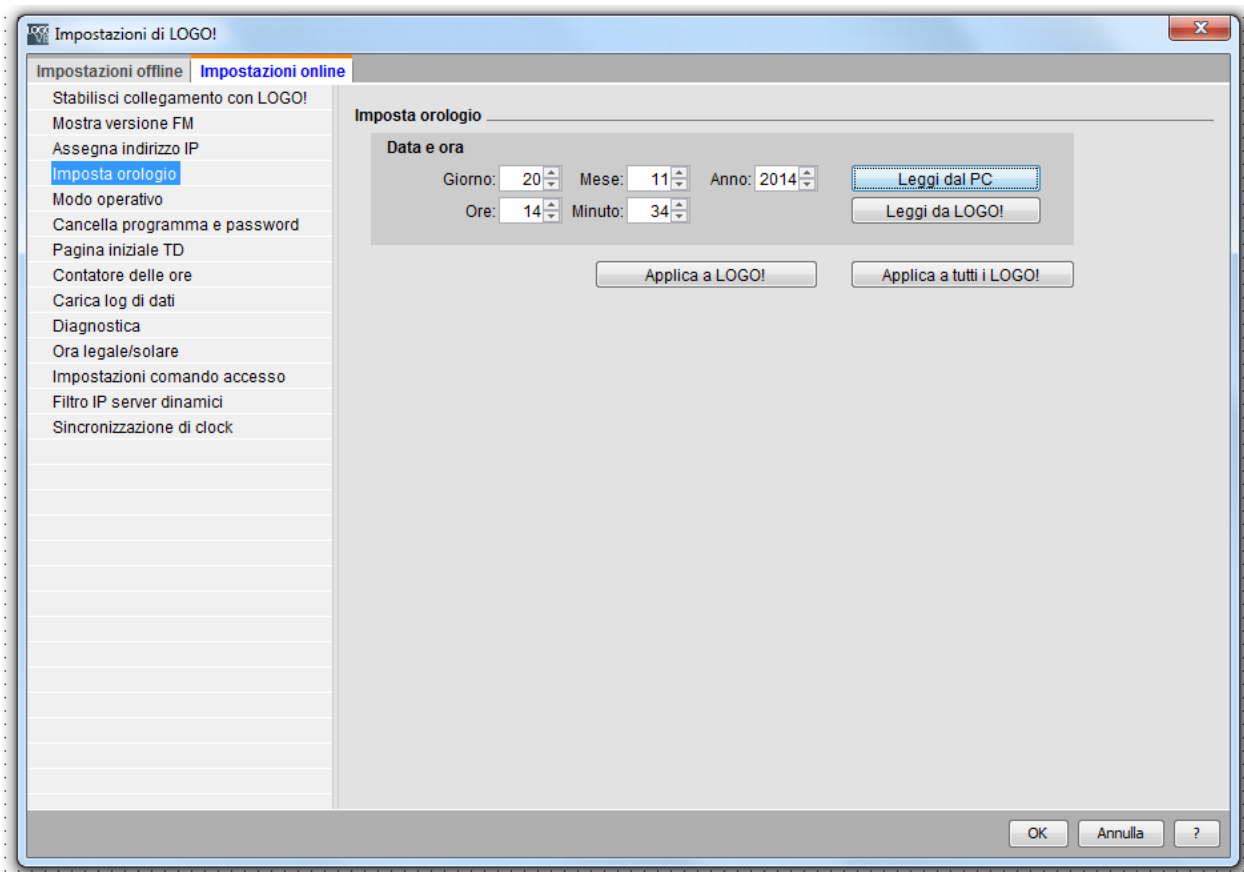 Impostazioni di LOGO!
Impostazioni offline Impostazioni online
Stabilisci collegamento con LOGO!
Mostra versione FM
Assegna indirizzo IP
Imposta orologio
Modo operativo
Cancella programma e password
Pagina iniziale TD
Contatore delle ore
Carica log di dati
Diagnostica
Ora legale/solare
Impostazioni comando accesso
Filtro IP server dinamici
Sincronizzazione di clock
Imposta orologio
Data e ora
Giorno: 20 Mese: 11 Anno: 2014 Leggi dal PC
Ore: 14 Minuto: 34 Leggi da LOGO!
Applica a LOGO! Applica a tutti i LOGO!
OK Annulla ?